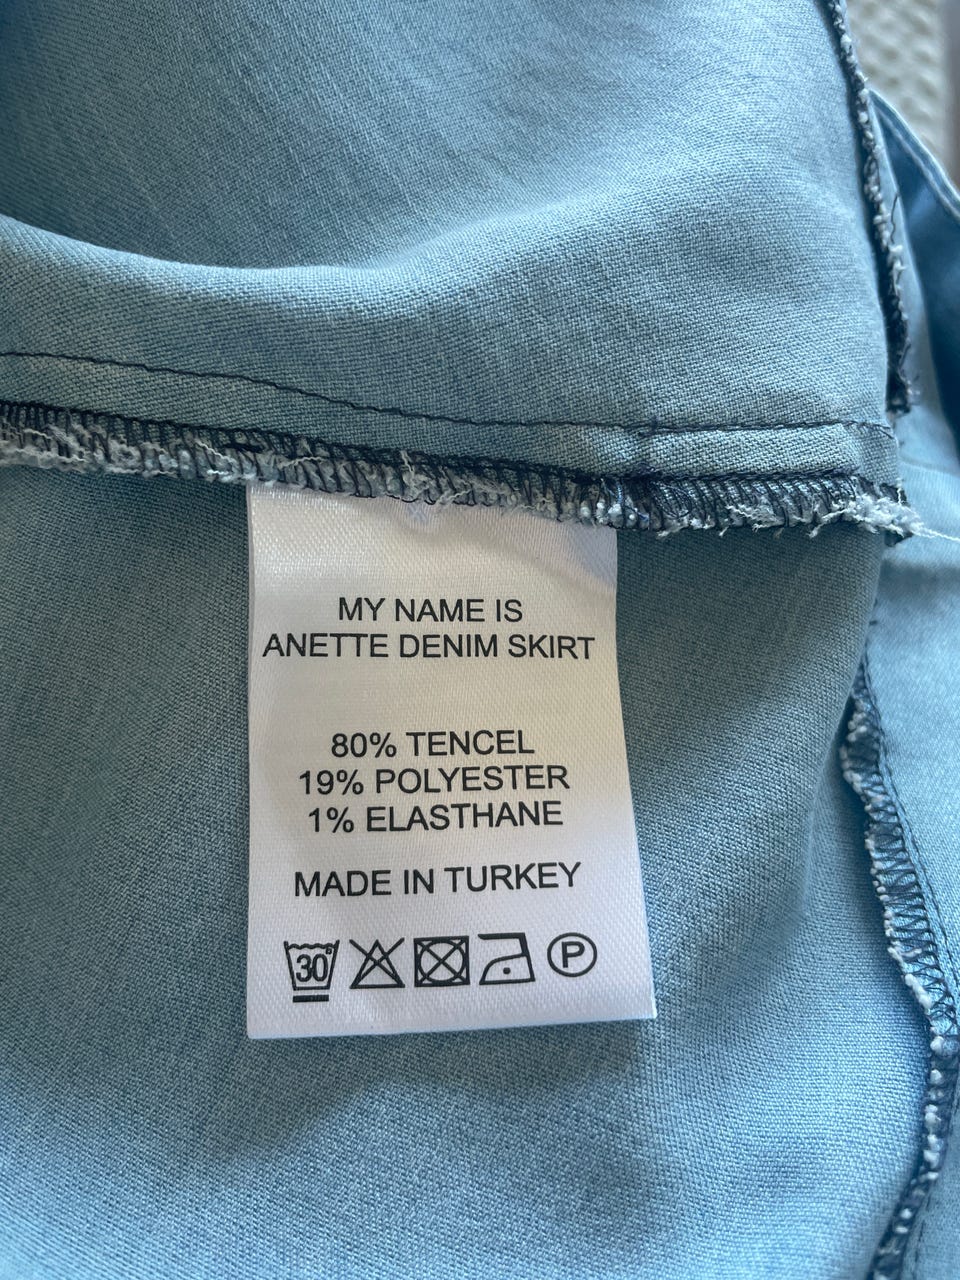 MY NAME IS
ANETTE DENIM SKIRT
80% TENCEL
19% POLYESTER
1% ELASTHANE
MADE IN TURKEY
30° P